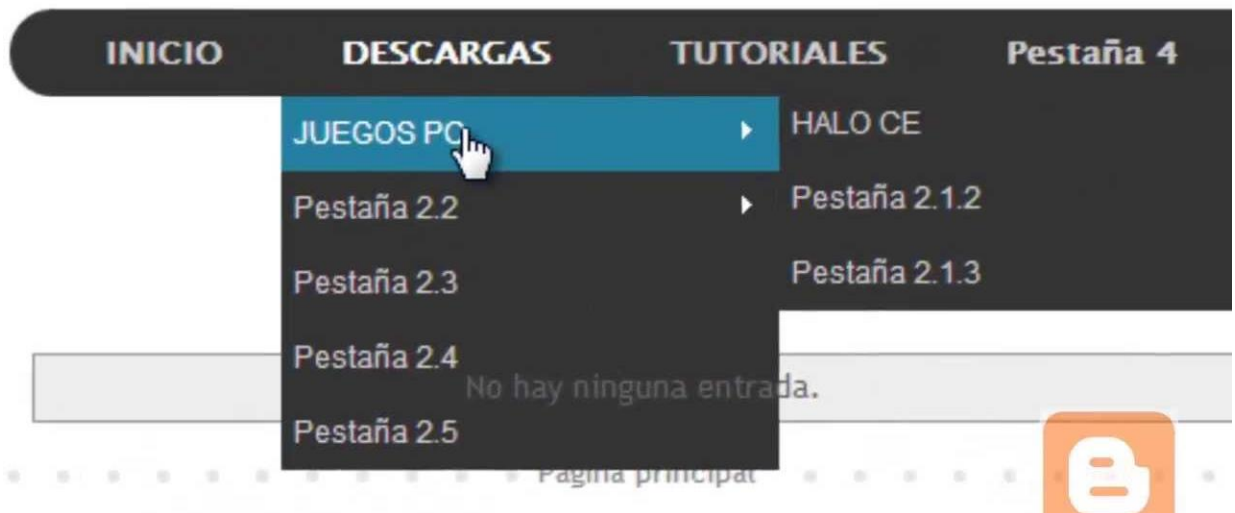 INICIO DESCARGAS TUTORIALES Pestaña 4
JUEGOS PC HALO CE
Pestaña 2.2 Pestaña 2.1.2
Pestaña 2.3 Pestaña 2.1.3
Pestaña 2.4
No hay ninguna entrada.
Pestaña 2.5
Página principal